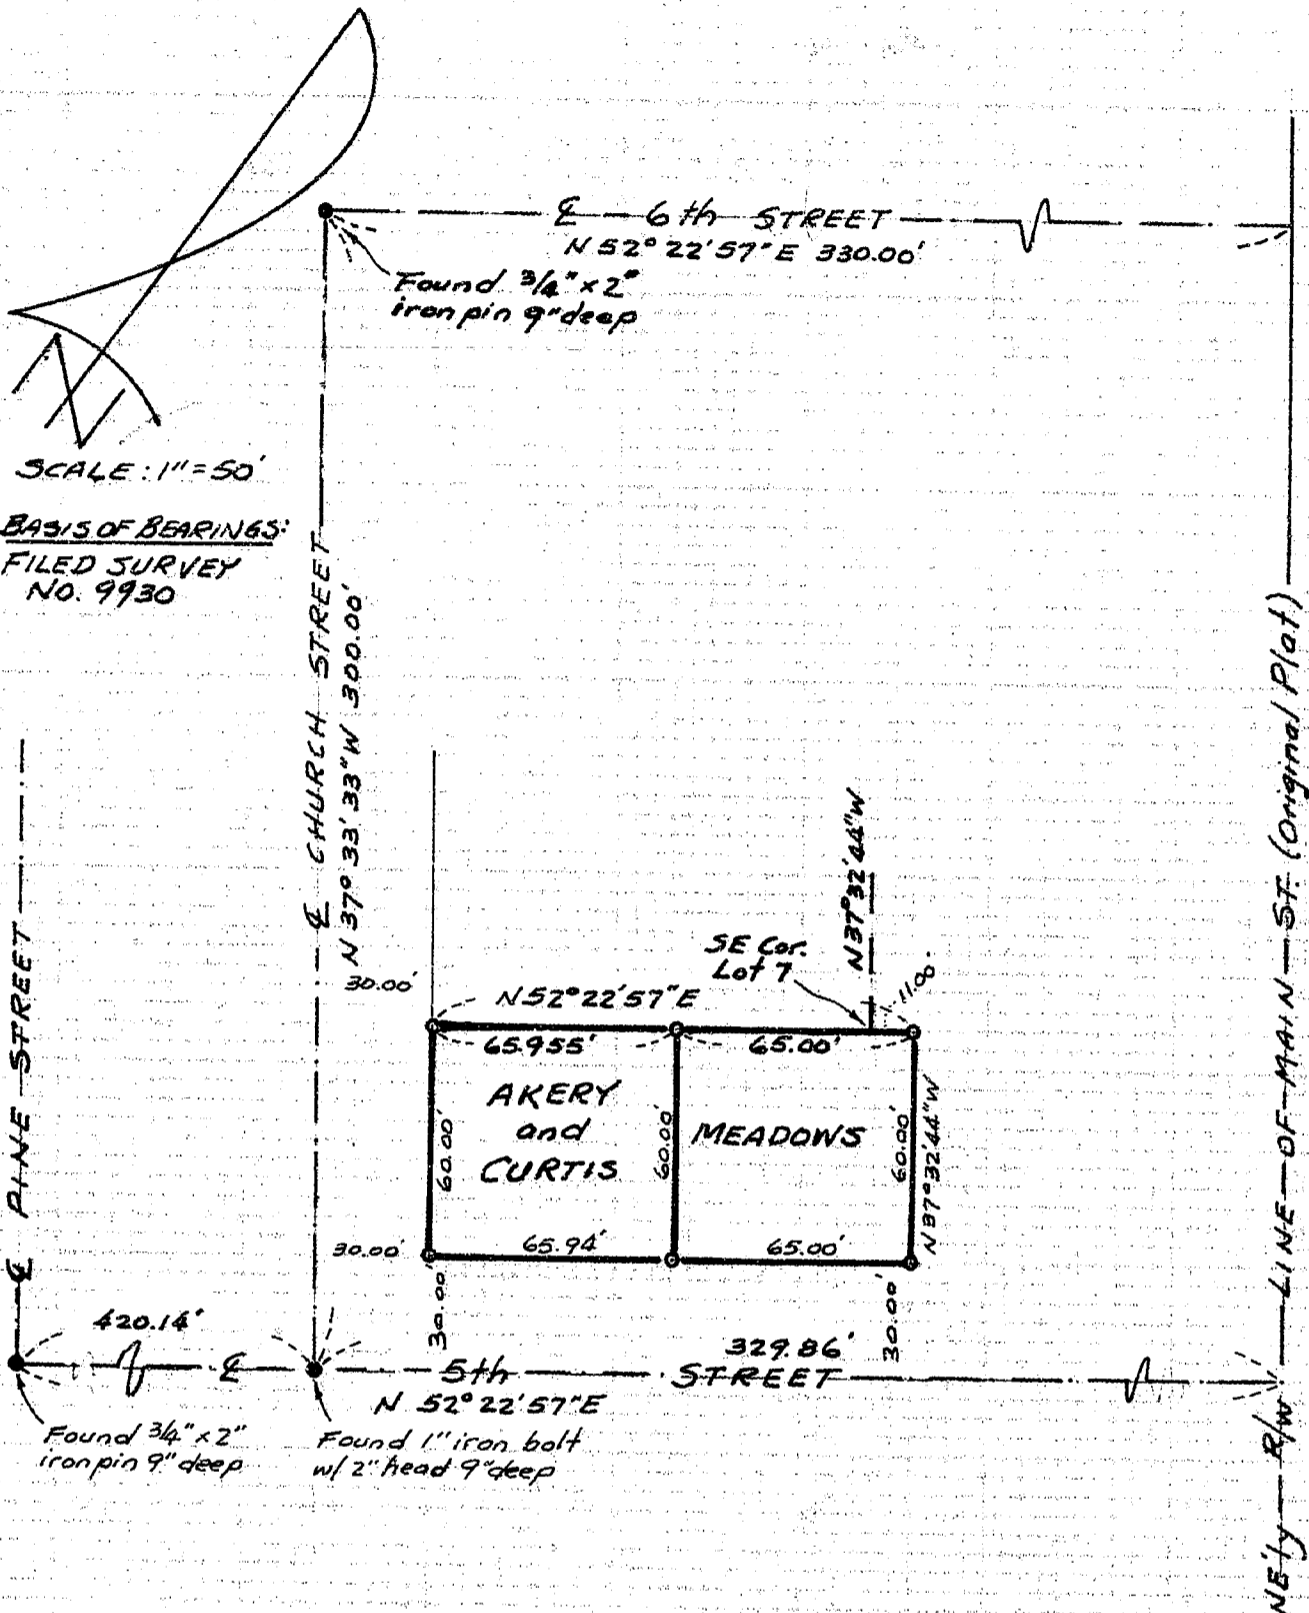 ℄ 6th STREET
N 52° 22' 57" E 330.00'
Found 3/4" x 2"
iron pin 9" deep
N
SCALE: 1" = 50'
BASIS OF BEARINGS:
FILED SURVEY
NO. 9930
℄ CHURCH STREET
N 37° 33' 33" W 300.00'
℄ PINE STREET
NE'ly R/W LINE OF MAIN ST. (Original Plat)
N37°32'44"W
SE Cor.
Lot 7
11.00
30.00'
N52°22'57"E
65.955'
65.00'
AKERY
and
CURTIS
MEADOWS
60.00'
60.00'
60.00'
N37°32'44"W
30.00'
65.94'
65.00'
30.00'
30.00'
420.14'
329.86'
℄ 5th STREET
N 52° 22' 57" E
Found 3/4" x 2"
iron pin 9" deep
Found 1" iron bolt
w/ 2" head 9" deep